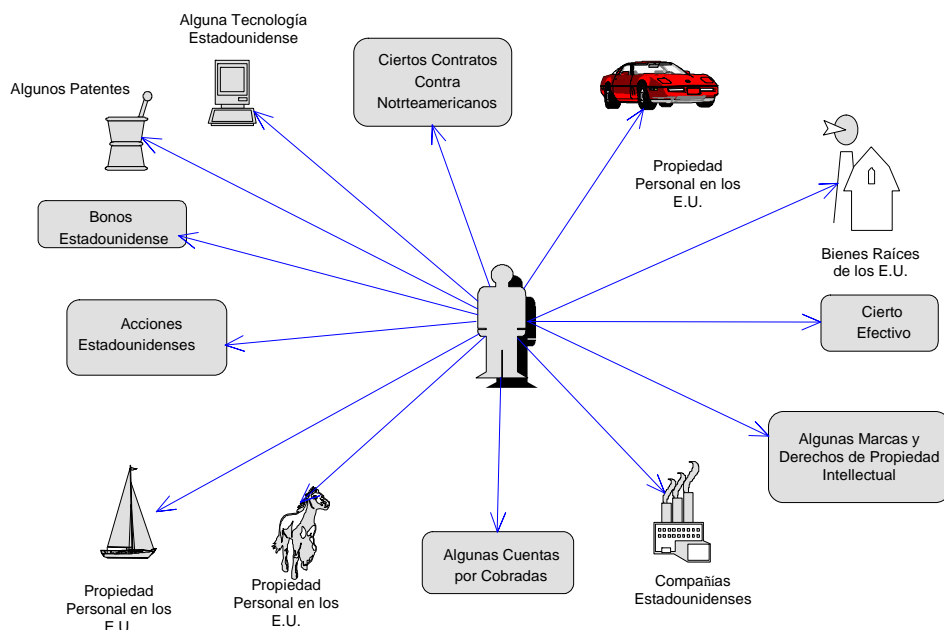 Alguna Tecnología
Estadounidense
Ciertos Contratos
Contra
Notrteamericanos
Algunos Patentes
Propiedad
Personal en los
E.U.
Bonos
Estadounidense
Bienes Raíces
de los E.U.
Acciones
Estadounidenses
Cierto
Efectivo
Algunas Marcas y
Derechos de Propiedad
Intellectual
Algunas Cuentas
por Cobradas
Compañías
Estadounidenses
Propiedad
Personal en los
E.U.
Propiedad
Personal en los
E.U.